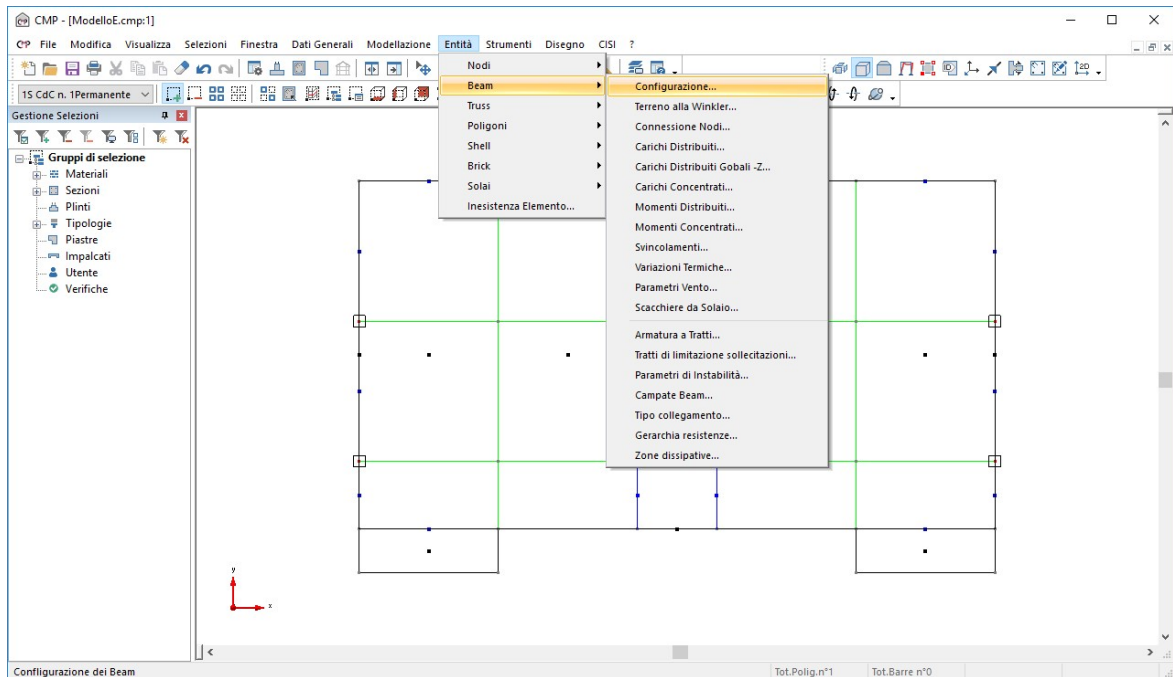 CMP - [ModelloE.cmp:1]
File Modifica Visualizza Selezioni Finestra Dati Generali Modellazione Entità Strumenti Disegno CISI ?
1S CdC n. 1Permanente
Gestione Selezioni
Gruppi di selezione
Materiali
Sezioni
Plinti
Tipologie
Piastre
Impalcati
Utente
Verifiche
Nodi
Beam
Truss
Poligoni
Shell
Brick
Solai
Inesistenza Elemento...
Configurazione...
Terreno alla Winkler...
Connessione Nodi...
Carichi Distribuiti...
Carichi Distribuiti Gobali -Z...
Carichi Concentrati...
Momenti Distribuiti...
Momenti Concentrati...
Svincolamenti...
Variazioni Termiche...
Parametri Vento...
Scacchiere da Solaio...
Armatura a Tratti...
Tratti di limitazione sollecitazioni...
Parametri di Instabilità...
Campate Beam...
Tipo collegamento...
Gerarchia resistenze...
Zone dissipative...
y
x
Confligurazione dei Beam Tot.Polig.n°1 Tot.Barre n°0